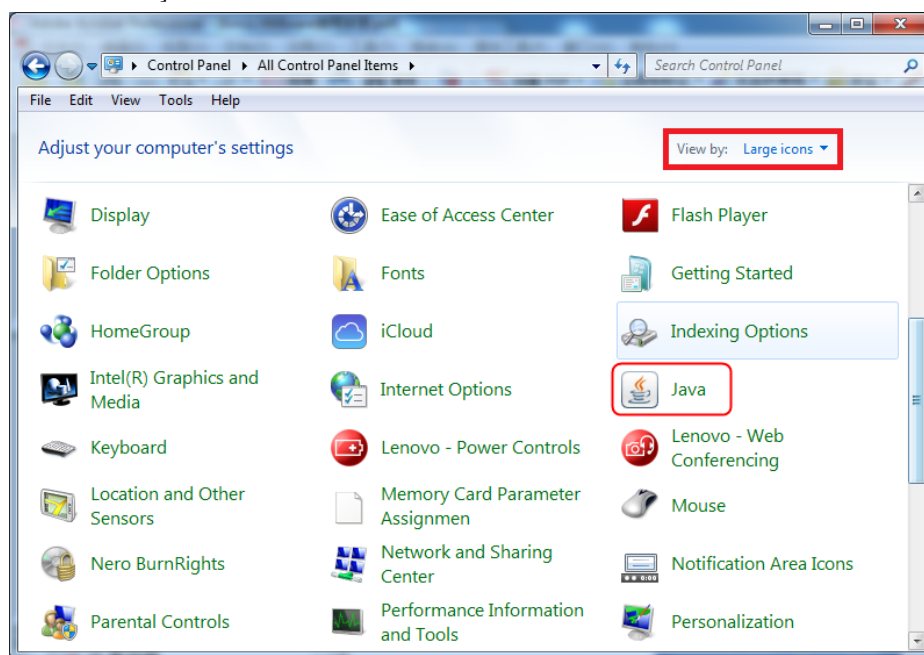 Control Panel ▸ All Control Panel Items ▸
Search Control Panel
File Edit View Tools Help
Adjust your computer's settings
View by: Large icons
Display
Ease of Access Center
Flash Player
Folder Options
Fonts
Getting Started
HomeGroup
iCloud
Indexing Options
Intel(R) Graphics and
Media
Internet Options
Java
Keyboard
Lenovo - Power Controls
Lenovo - Web
Conferencing
Location and Other
Sensors
Memory Card Parameter
Assignmen
Mouse
Nero BurnRights
Network and Sharing
Center
Notification Area Icons
Parental Controls
Performance Information
and Tools
Personalization